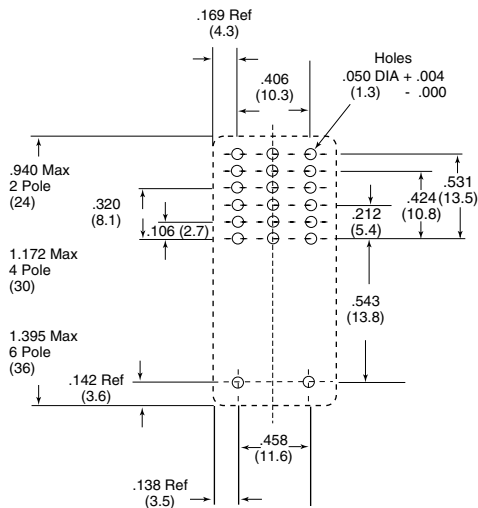 .169 Ref
(4.3)
.406
(10.3)
Holes
.050 DIA + .004
(1.3) - .000
.940 Max
2 Pole
(24)
.320
(8.1)
.106 (2.7)
.531
(13.5)
.424
(10.8)
.212
(5.4)
1.172 Max
4 Pole
(30)
.543
(13.8)
1.395 Max
6 Pole
(36)
.142 Ref
(3.6)
.458
(11.6)
.138 Ref
(3.5)